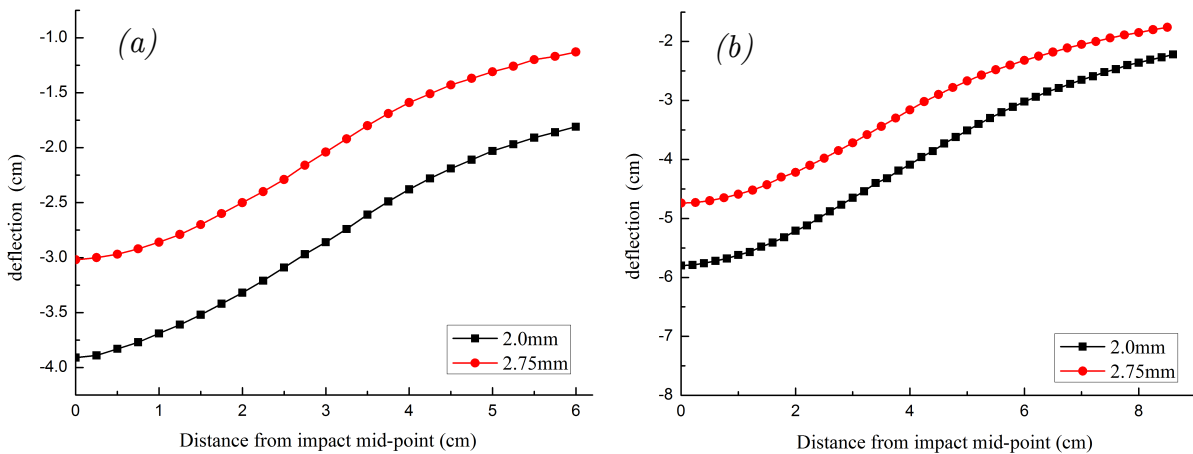 (a)
-1.0
-1.5
-2.0
-2.5
-3.0
-3.5
-4.0
deflection (cm)
0 1 2 3 4 5 6
Distance from impact mid-point (cm)
2.0mm
2.75mm
(b)
-2
-3
-4
-5
-6
-7
-8
deflection (cm)
0 2 4 6 8
Distance from impact mid-point (cm)
2.0mm
2.75mm